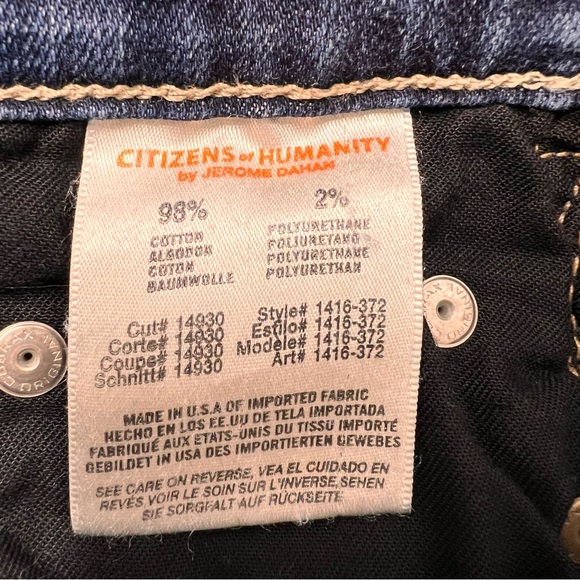 CITIZENS of HUMANITY
by JEROME DAHAN
98% 2%
COTTON POLYURETHANE
ALGODON POLIURETANO
COTON POLYURETHANE
BAUMWOLLE POLYURETHAN
Cut# 14930 Style# 1416-372
Corte# 14930 Estilo# 1416-372
Coupe# 14930 Modele# 1416-372
Schnitt# 14930 Art# 1416-372
MADE IN U.S.A OF IMPORTED FABRIC
HECHO EN LOS EE.UU DE TELA IMPORTADA
FABRIQUÉ AUX ETATS-UNIS DU TISSU IMPORTÉ
GEBILDET IN USA DES IMPORTIERTEN GEWEBES
SEE CARE ON REVERSE, VEA EL CUIDADO EN
REVÉS VOIR LE SOIN SUR L'INVERSE,SEHEN
SIE SORGFALT AUF RÜCKSEITE